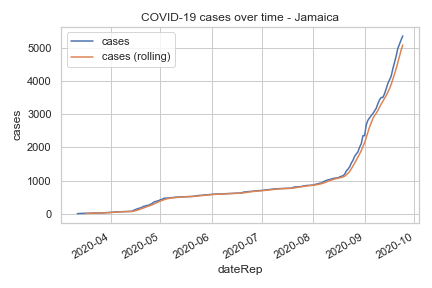 COVID-19 cases over time - Jamaica
cases
cases (rolling)
5000
4000
3000
2000
1000
0
cases
2020-04
2020-05
2020-06
2020-07
2020-08
2020-09
2020-10
dateRep